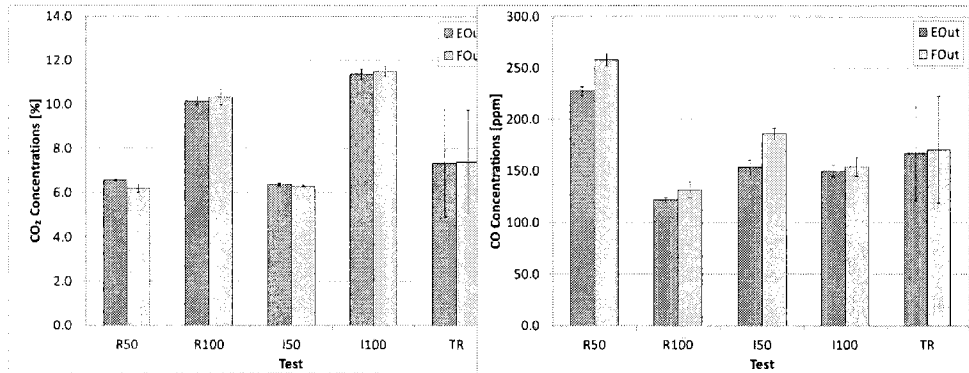 14.0
12.0
10.0
8.0
6.0
4.0
2.0
0.0
CO₂ Concentrations [%]
EOu
FOu
R50 R100 I50 I100 TR
Test
300.0
250.0
200.0
150.0
100.0
50.0
0.0
CO Concentrations [ppm]
EOut
FOut
R50 R100 I50 I100 TR
Test